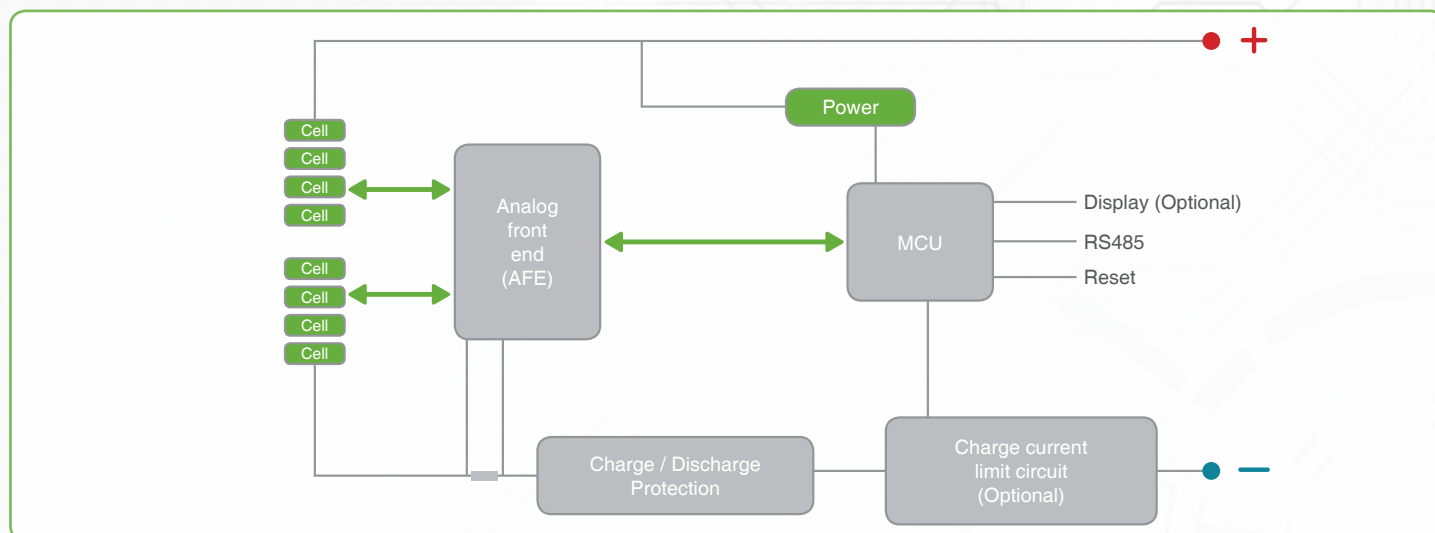 +
Power
Cell
Cell
Cell
Cell
Analog
front
end
(AFE)
MCU
Display (Optional)
RS485
Reset
Cell
Cell
Cell
Cell
Charge / Discharge
Protection
Charge current
limit circuit
(Optional)
−